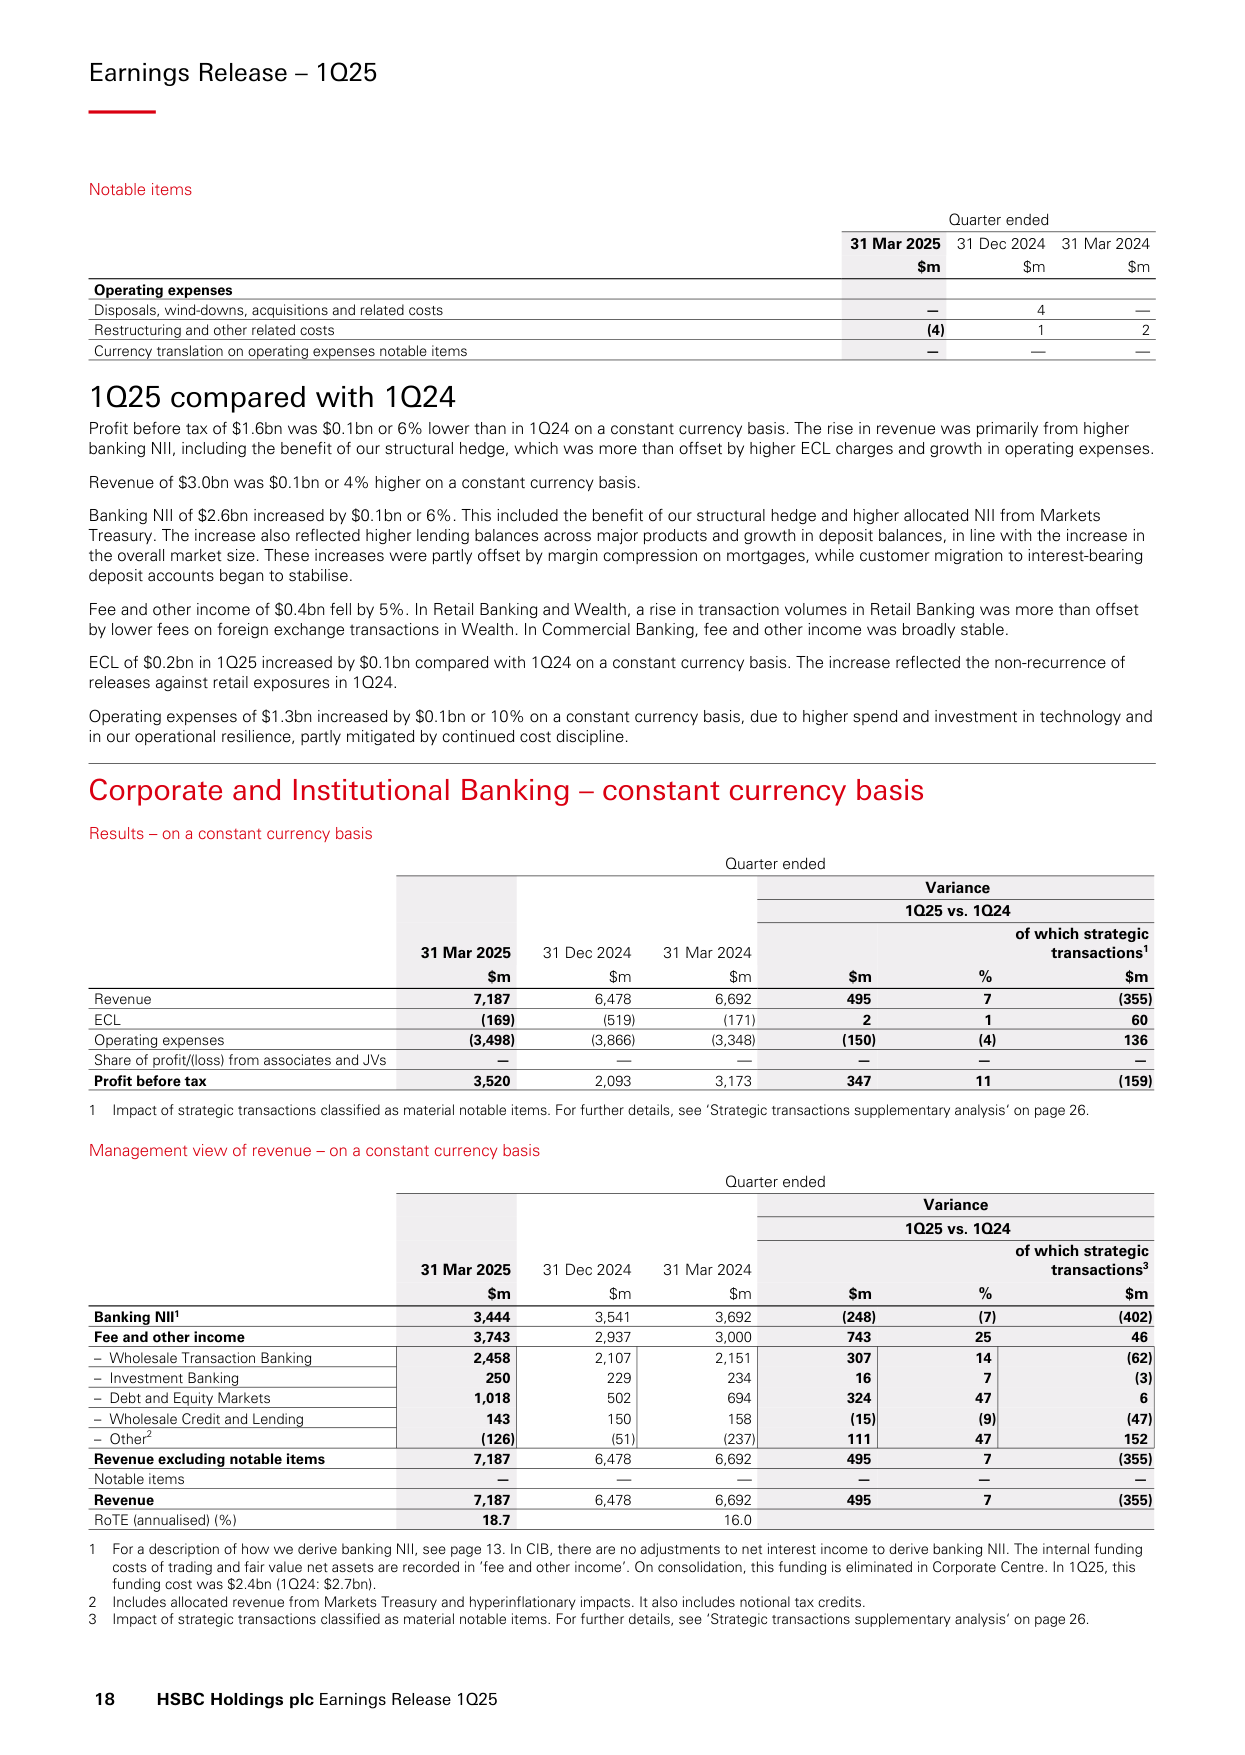 Earnings Release – 1Q25
Notable items
Quarter ended
31 Mar 2025 31 Dec 2024 31 Mar 2024
$m $m $m
Operating expenses
Disposals, wind-downs, acquisitions and related costs — 4 —
Restructuring and other related costs (4) 1 2
Currency translation on operating expenses notable items — — —
1Q25 compared with 1Q24
Profit before tax of $1.6bn was $0.1bn or 6% lower than in 1Q24 on a constant currency basis. The rise in revenue was primarily from higher
banking NII, including the benefit of our structural hedge, which was more than offset by higher ECL charges and growth in operating expenses.
Revenue of $3.0bn was $0.1bn or 4% higher on a constant currency basis.
Banking NII of $2.6bn increased by $0.1bn or 6%. This included the benefit of our structural hedge and higher allocated NII from Markets
Treasury. The increase also reflected higher lending balances across major products and growth in deposit balances, in line with the increase in
the overall market size. These increases were partly offset by margin compression on mortgages, while customer migration to interest-bearing
deposit accounts began to stabilise.
Fee and other income of $0.4bn fell by 5%. In Retail Banking and Wealth, a rise in transaction volumes in Retail Banking was more than offset
by lower fees on foreign exchange transactions in Wealth. In Commercial Banking, fee and other income was broadly stable.
ECL of $0.2bn in 1Q25 increased by $0.1bn compared with 1Q24 on a constant currency basis. The increase reflected the non-recurrence of
releases against retail exposures in 1Q24.
Operating expenses of $1.3bn increased by $0.1bn or 10% on a constant currency basis, due to higher spend and investment in technology and
in our operational resilience, partly mitigated by continued cost discipline.
Corporate and Institutional Banking – constant currency basis
Results – on a constant currency basis
Quarter ended
Variance
1Q25 vs. 1Q24
of which strategic
31 Mar 2025 31 Dec 2024 31 Mar 2024 transactions1
$m $m $m $m % $m
Revenue 7,187 6,478 6,692 495 7 (355)
ECL (169) (519) (171) 2 1 60
Operating expenses (3,498) (3,866) (3,348) (150) (4) 136
Share of profit/(loss) from associates and JVs — — — — — —
Profit before tax 3,520 2,093 3,173 347 11 (159)
1 Impact of strategic transactions classified as material notable items. For further details, see ‘Strategic transactions supplementary analysis’ on page 26.
Management view of revenue – on a constant currency basis
Quarter ended
Variance
1Q25 vs. 1Q24
of which strategic
31 Mar 2025 31 Dec 2024 31 Mar 2024 transactions3
$m $m $m $m % $m
Banking NII1 3,444 3,541 3,692 (248) (7) (402)
Fee and other income 3,743 2,937 3,000 743 25 46
– Wholesale Transaction Banking 2,458 2,107 2,151 307 14 (62)
– Investment Banking 250 229 234 16 7 (3)
– Debt and Equity Markets 1,018 502 694 324 47 6
– Wholesale Credit and Lending 143 150 158 (15) (9) (47)
– Other2 (126) (51) (237) 111 47 152
Revenue excluding notable items 7,187 6,478 6,692 495 7 (355)
Notable items — — — — — —
Revenue 7,187 6,478 6,692 495 7 (355)
RoTE (annualised) (%) 18.7 16.0
1 For a description of how we derive banking NII, see page 13. In CIB, there are no adjustments to net interest income to derive banking NII. The internal funding
costs of trading and fair value net assets are recorded in ‘fee and other income’. On consolidation, this funding is eliminated in Corporate Centre. In 1Q25, this
funding cost was $2.4bn (1Q24: $2.7bn).
2 Includes allocated revenue from Markets Treasury and hyperinflationary impacts. It also includes notional tax credits.
3 Impact of strategic transactions classified as material notable items. For further details, see ‘Strategic transactions supplementary analysis’ on page 26.
18 HSBC Holdings plc Earnings Release 1Q25